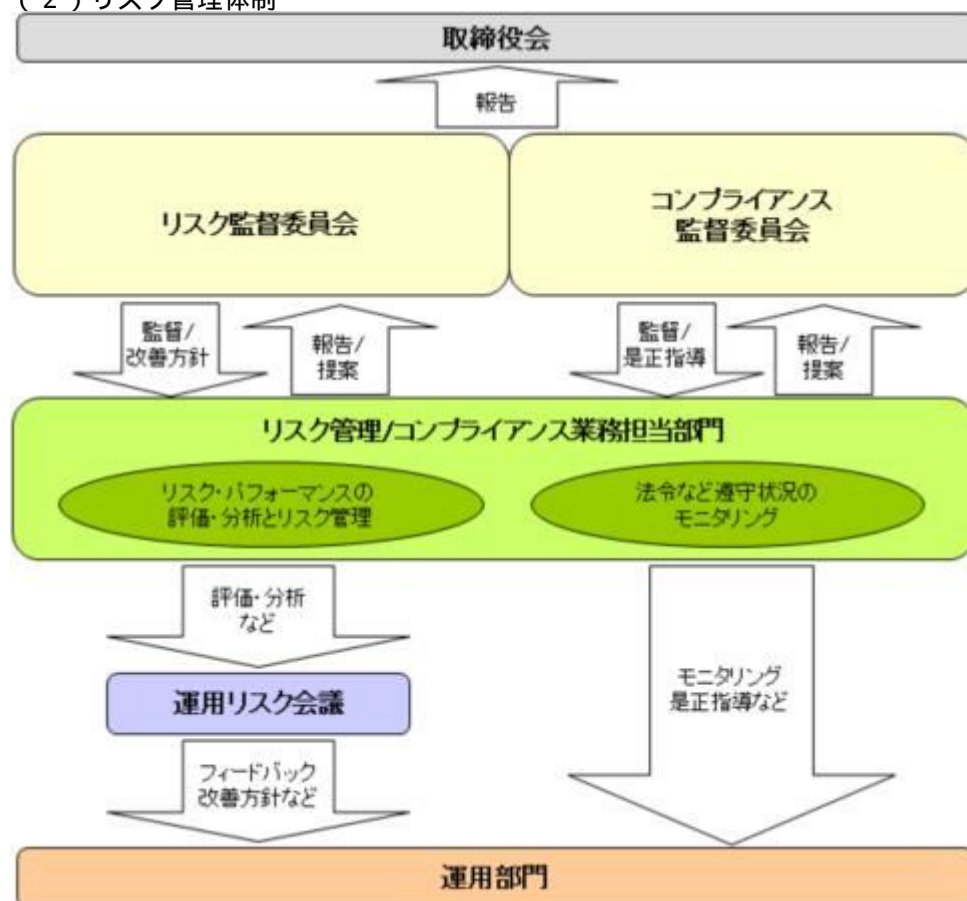 (2)リスク管理体制
取締役会
報告
リスク監督委員会
コンプライアンス
監督委員会
監督/
改善方針
報告/
提案
監督/
是正指導
報告/
提案
リスク管理/コンプライアンス業務担当部門
リスク・パフォーマンスの
評価・分析とリスク管理
法令など遵守状況の
モニタリング
評価・分析
など
運用リスク会議
モニタリング
是正指導など
フィードバック
改善方針など
運用部門